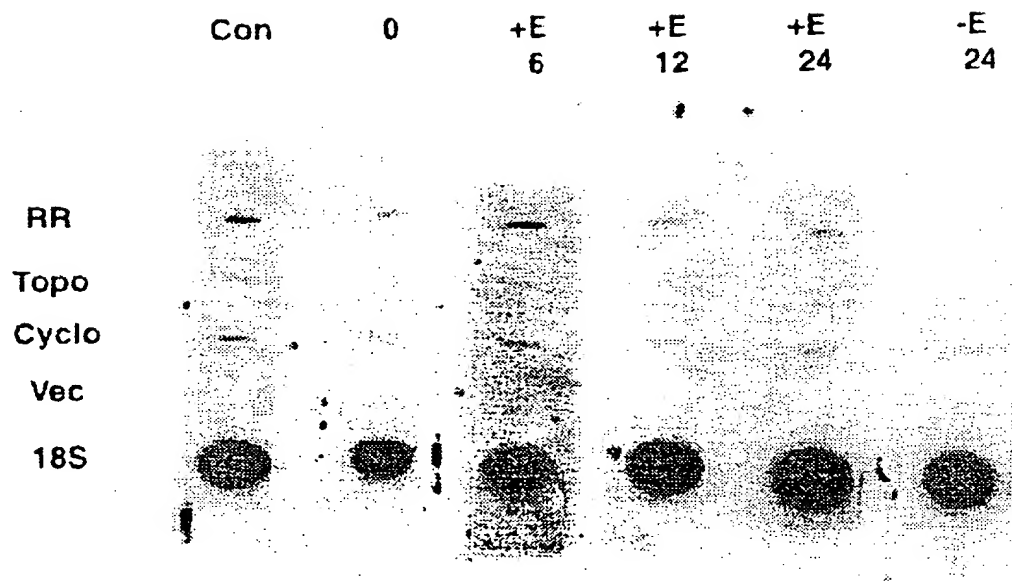 Con 0 +E +E +E -E
6 12 24 24
RR
Topo
Cyclo
Vec
18S